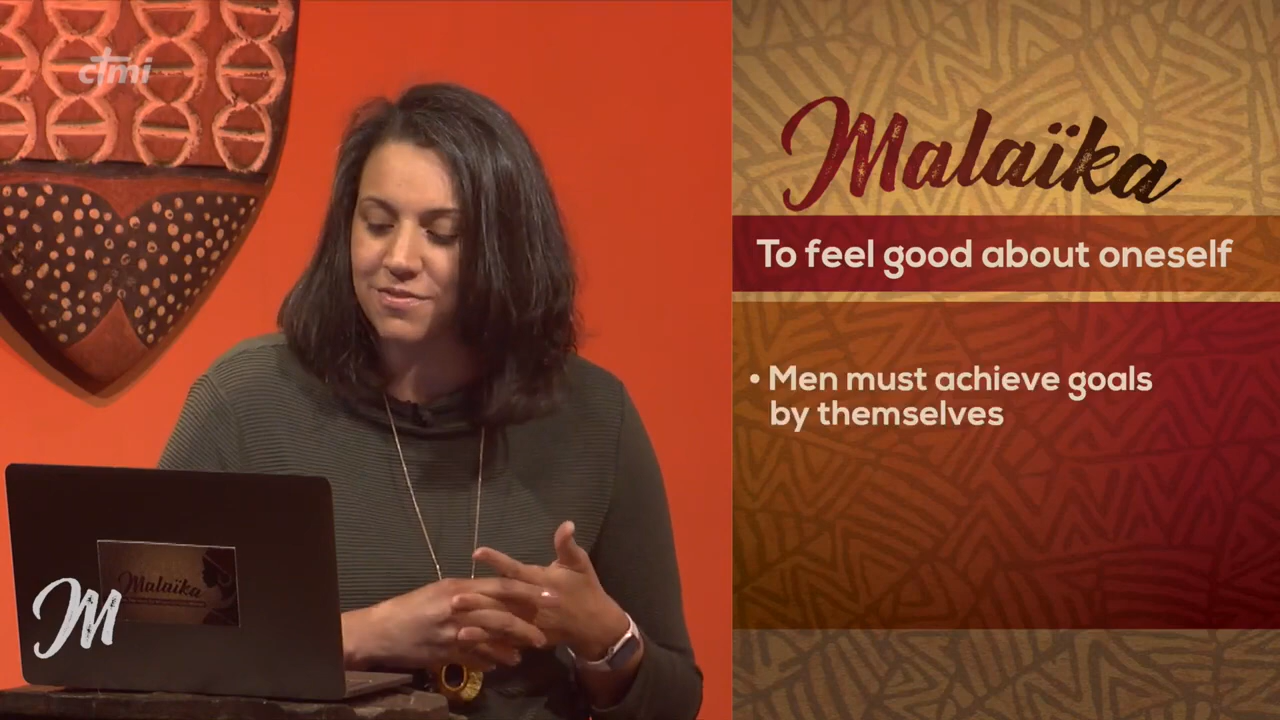 ctmi
Malaïka
To feel good about oneself
• Men must achieve goals
by themselves
Malaïka
M